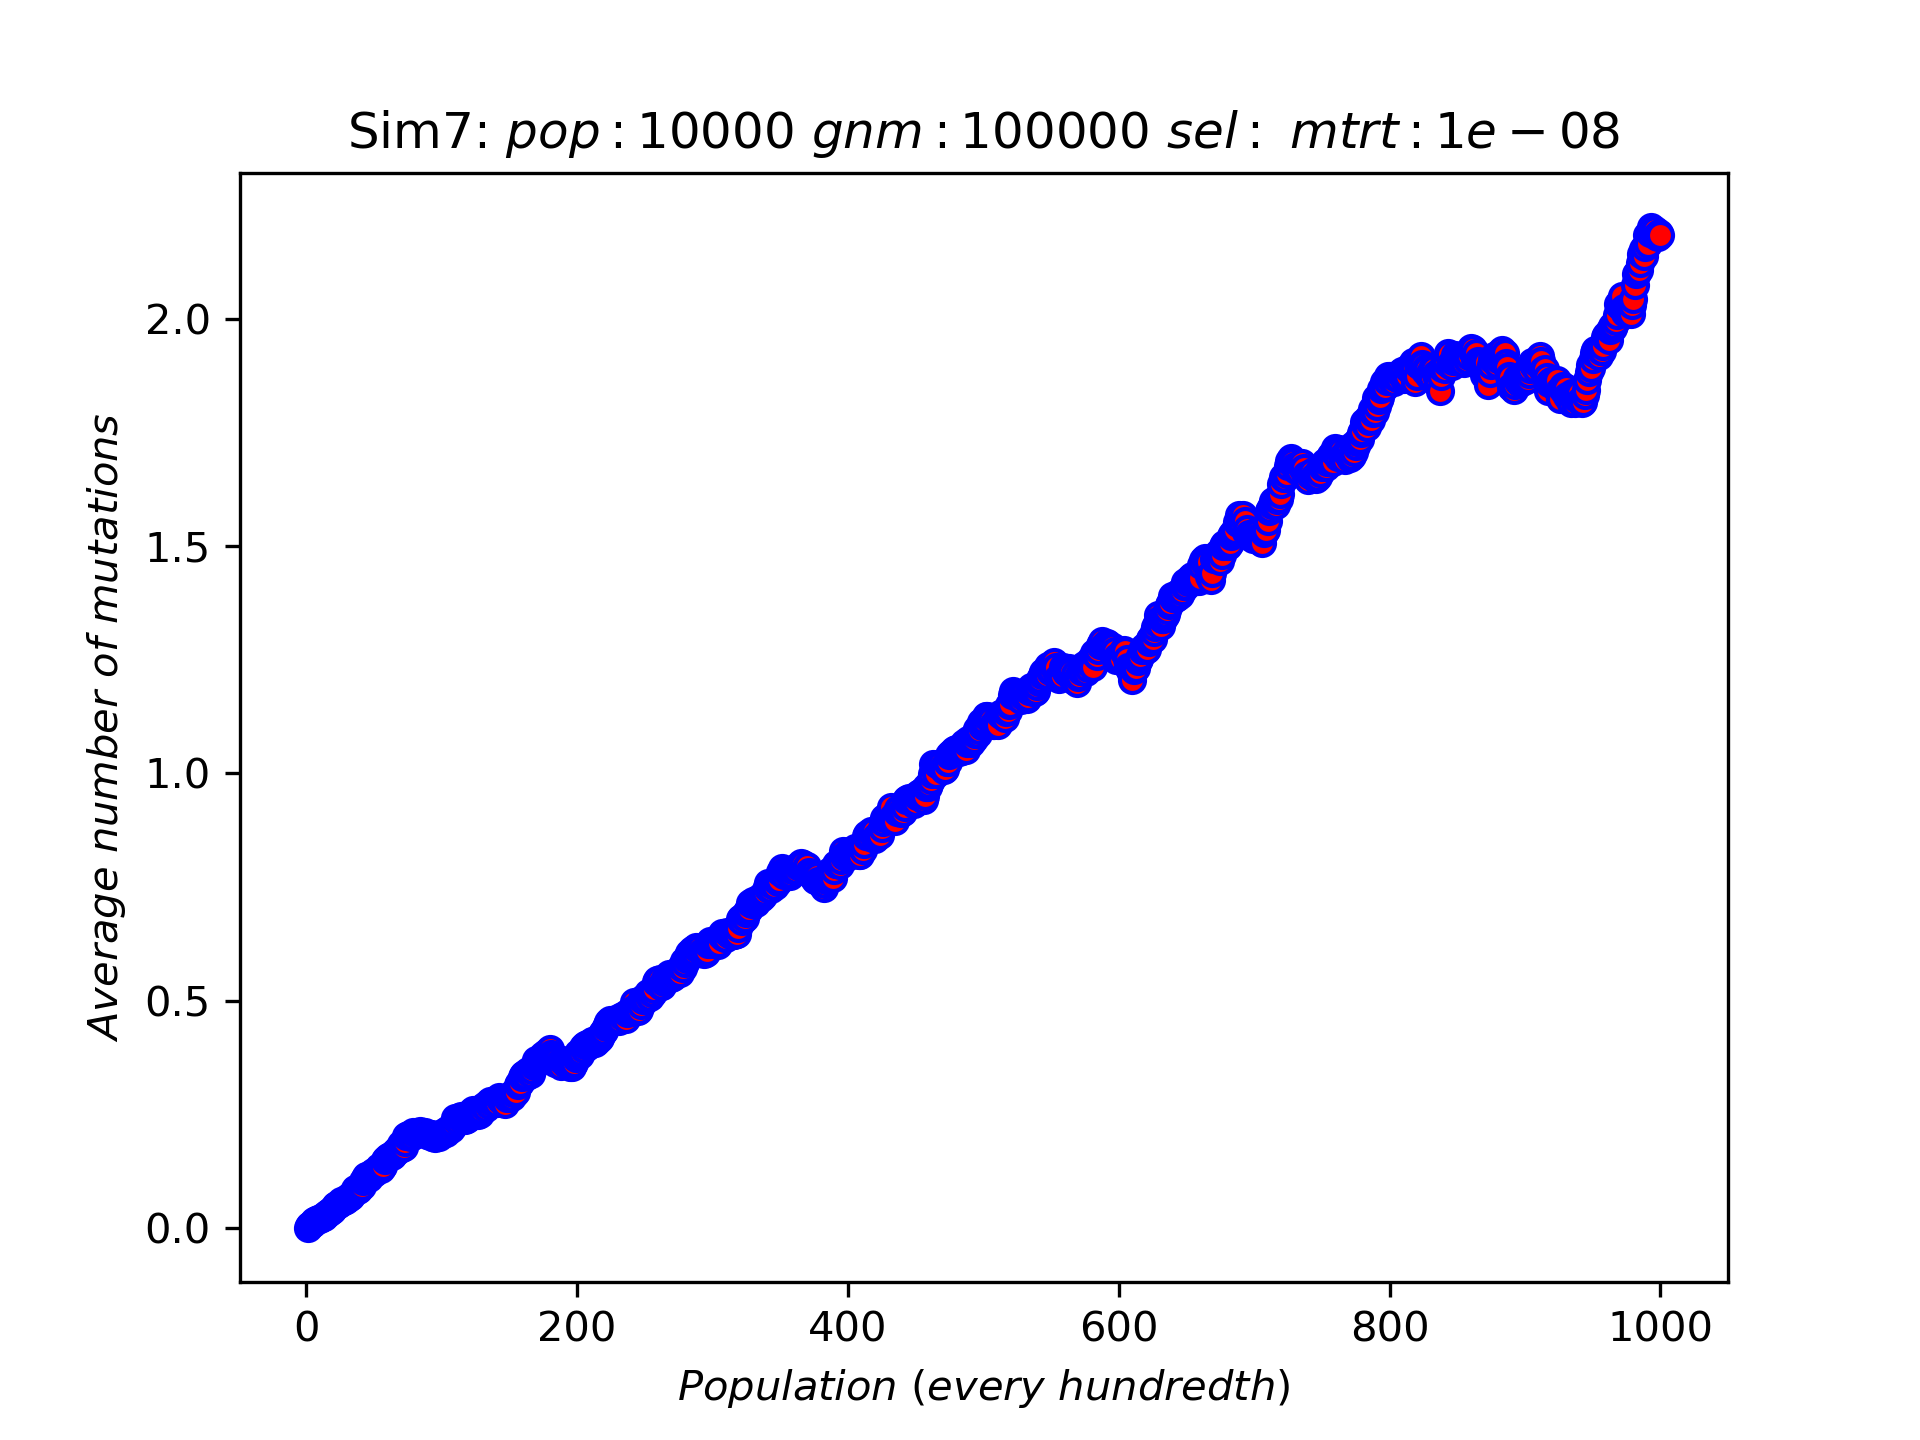 Sim7: pop : 10000 gnm : 100000 sel : mtrt : 1e − 08
Average number of mutations
2.0
1.5
1.0
0.5
0.0
0 200 400 600 800 1000
Population (every hundredth)